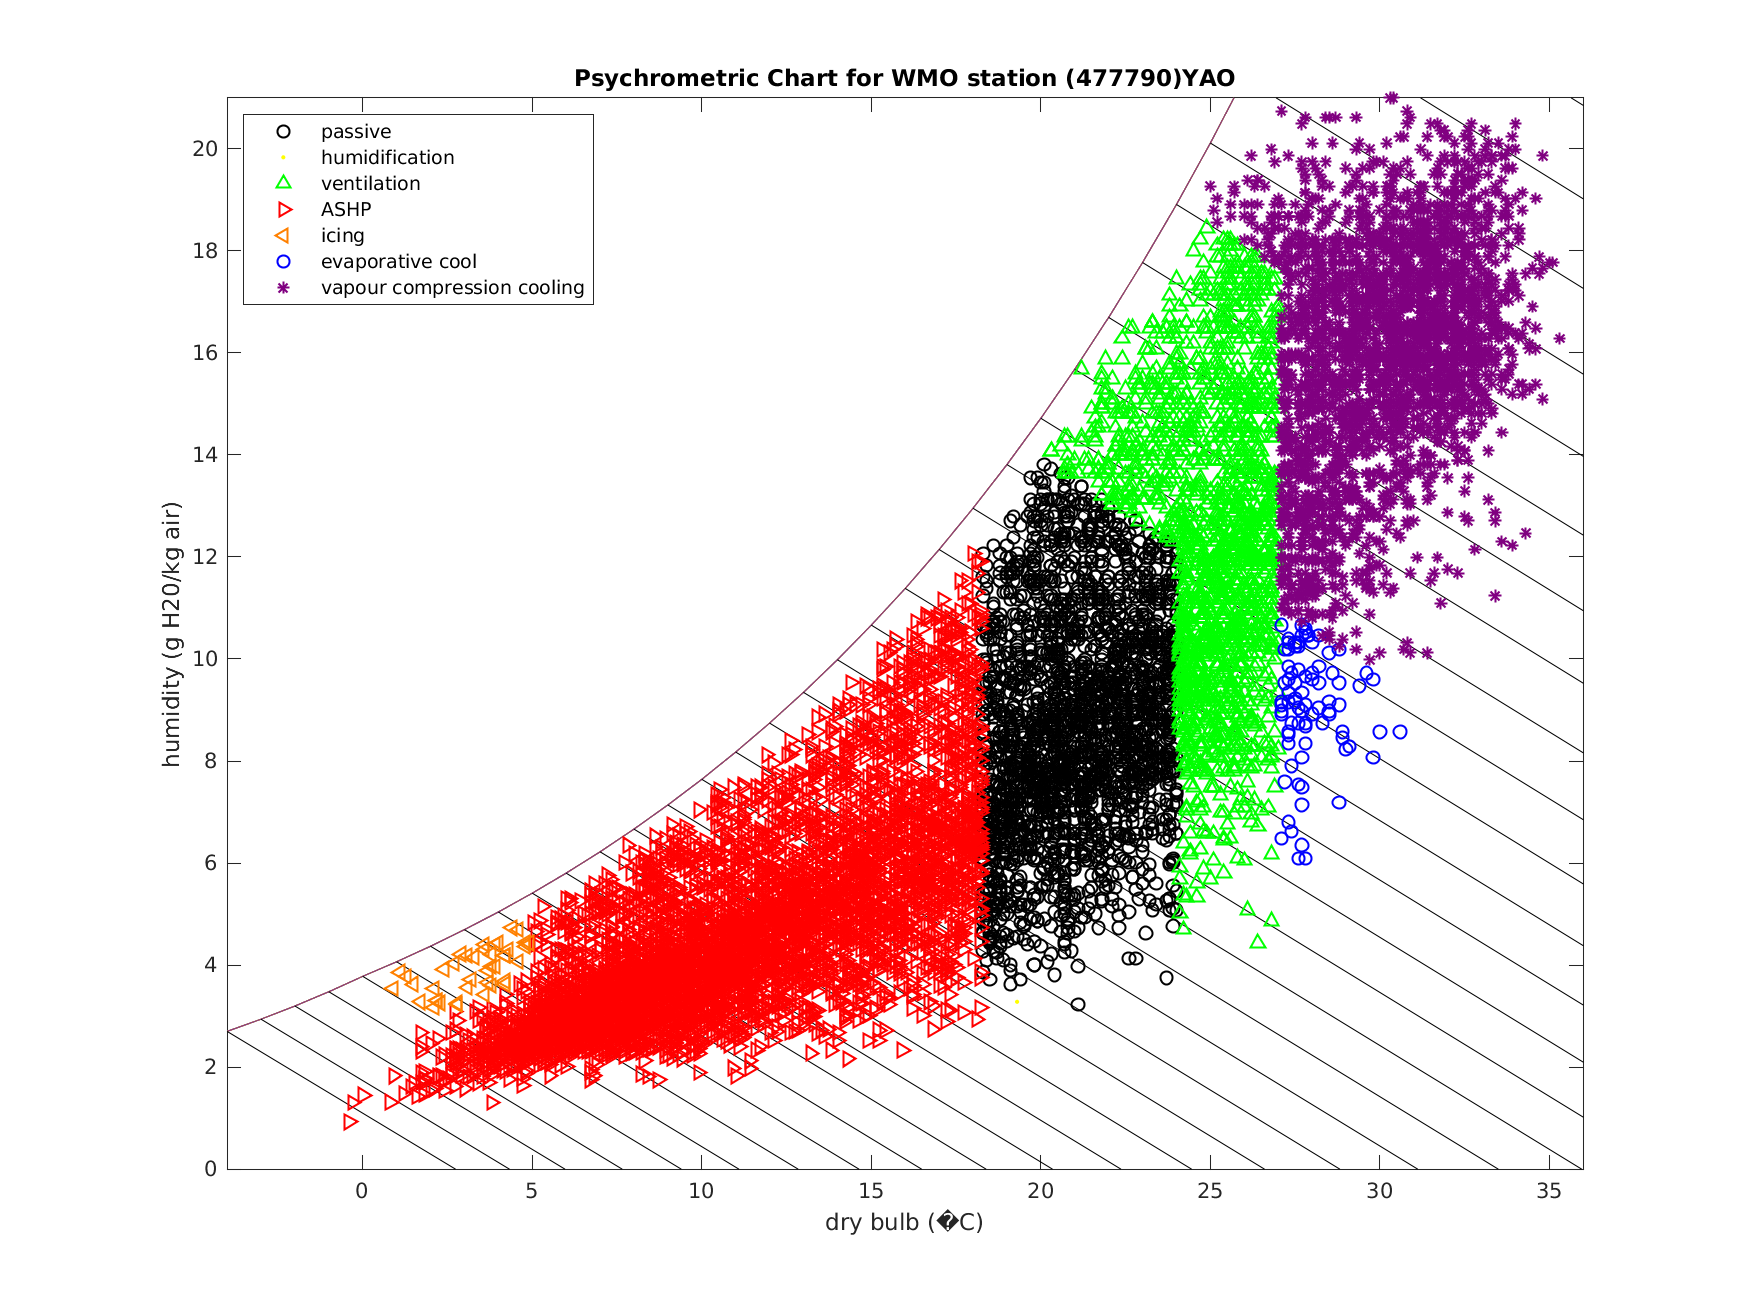 Psychrometric Chart for WMO station (477790)YAO
passive
humidification
ventilation
ASHP
icing
evaporative cool
vapour compression cooling
humidity (g H20/kg air)
20
18
16
14
12
10
8
6
4
2
0
0 5 10 15 20 25 30 35
dry bulb (�C)